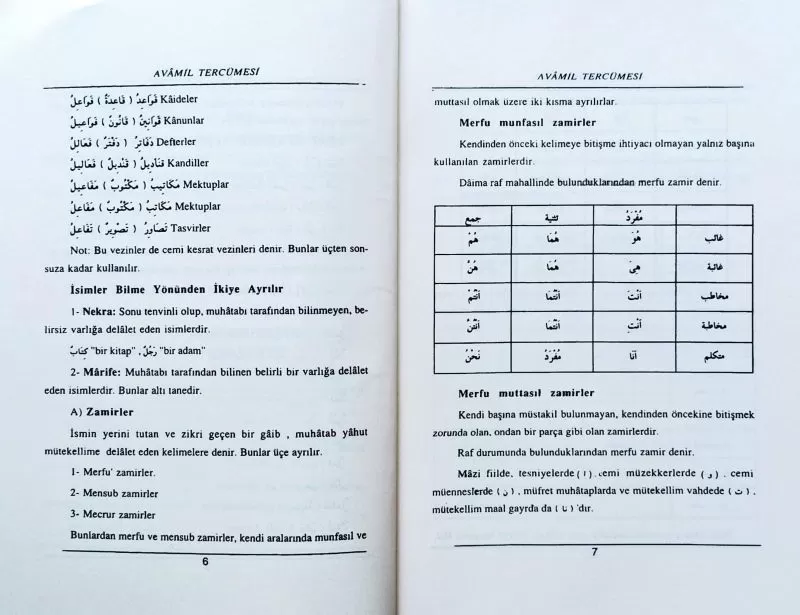 AVÂMİL TERCÜMESİ
قَوَاعِدُ ( قَاعِدَةٌ ) فَوَاعِلُ Kâideler
قَوَانِينُ ( قَانُونٌ ) فَوَاعِيلُ Kânunlar
دَفَاتِرُ ( دَفْتَرٌ ) فَعَالِلُ Defterler
قَنَادِيلُ ( قَنْدِيلٌ ) فَعَالِيلُ Kandiller
مَكَاتِيبُ ( مَكْتُوبٌ ) مَفَاعِيلُ Mektuplar
مَكَاتِبُ ( مَكْتُوبٌ ) مَفَاعِلُ Mektuplar
تَصَاوِرُ ( تَصْوِيرٌ ) تَفَاعِلُ Tasvirler
Not: Bu vezinler de cemi kesrat vezinleri denir. Bunlar üçten son-
suza kadar kullanılır.
İsimler Bilme Yönünden İkiye Ayrılır
1- Nekra: Sonu tenvinli olup, muhâtabı tarafından bilinmeyen, be-
lirsiz varlığa delâlet eden isimlerdir.
كِتَابٌ "bir kitap" , رَجُلٌ "bir adam"
2- Mârife: Muhâtabı tarafından bilinen belirli bir varlığa delâlet
eden isimlerdir. Bunlar altı tanedir.
A) Zamirler
İsmin yerini tutan ve zikri geçen bir gâib , muhâtab yâhut
mütekellime delâlet eden kelimelere denir. Bunlar üçe ayrılır.
1- Merfu' zamirler.
2- Mensub zamirler
3- Mecrur zamirler
Bunlardan merfu ve mensub zamirler, kendi aralarında munfasıl ve
6
AVÂMİL TERCÜMESİ
muttasıl olmak üzere iki kısma ayrılırlar.
Merfu munfasıl zamirler
Kendinden önceki kelimeye bitişme ihtiyacı olmayan yalnız başına
kullanılan zamirlerdir.
Dâima raf mahallinde bulunduklarından merfu zamir denir.
مُفْرَدٌ تثنية جمع
غائب هُوَ هُمَا هُمْ
غائبة هِىَ هُمَا هُنَّ
مخاطب اَنْتَ اَنْتُمَا اَنْتُمْ
مخاطبة اَنْتِ اَنْتُمَا اَنْتُنَّ
متكلم اَنَا مُفْرَدٌ نَحْنُ
Merfu muttasıl zamirler
Kendi başına müstakil bulunmayan, kendinden öncekine bitişmek
zorunda olan, ondan bir parça gibi olan zamirlerdir.
Raf durumunda bulunduklarından merfu zamir denir.
Mâzi fiilde, tesniyelerde ( ا ). cemi müzekkerlerde ( و ) . cemi
müenneslerde ( ن ) , müfret muhâtaplarda ve mütekellim vahdede ( ت ) .
mütekellim maal gayrda da ( نا ) 'dır.
7